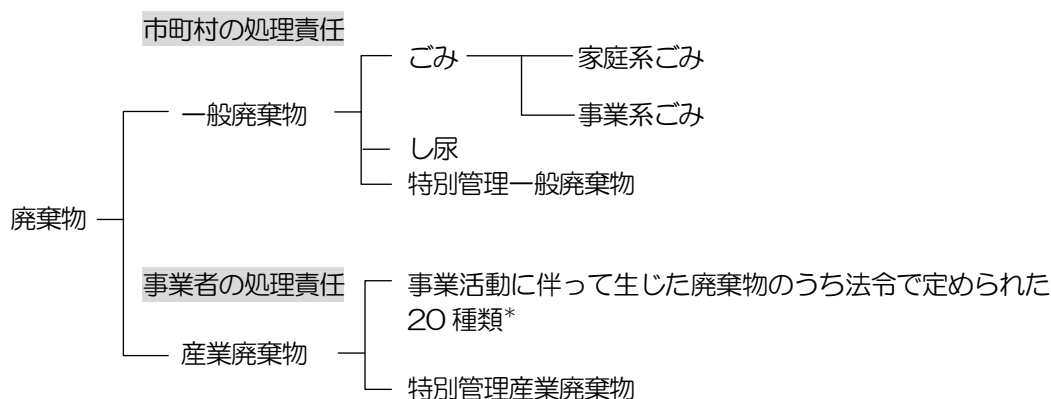 市町村の処理責任
ごみ
家庭系ごみ
一般廃棄物
事業系ごみ
し尿
特別管理一般廃棄物
廃棄物
事業者の処理責任
事業活動に伴って生じた廃棄物のうち法令で定められた
20 種類*
産業廃棄物
特別管理産業廃棄物